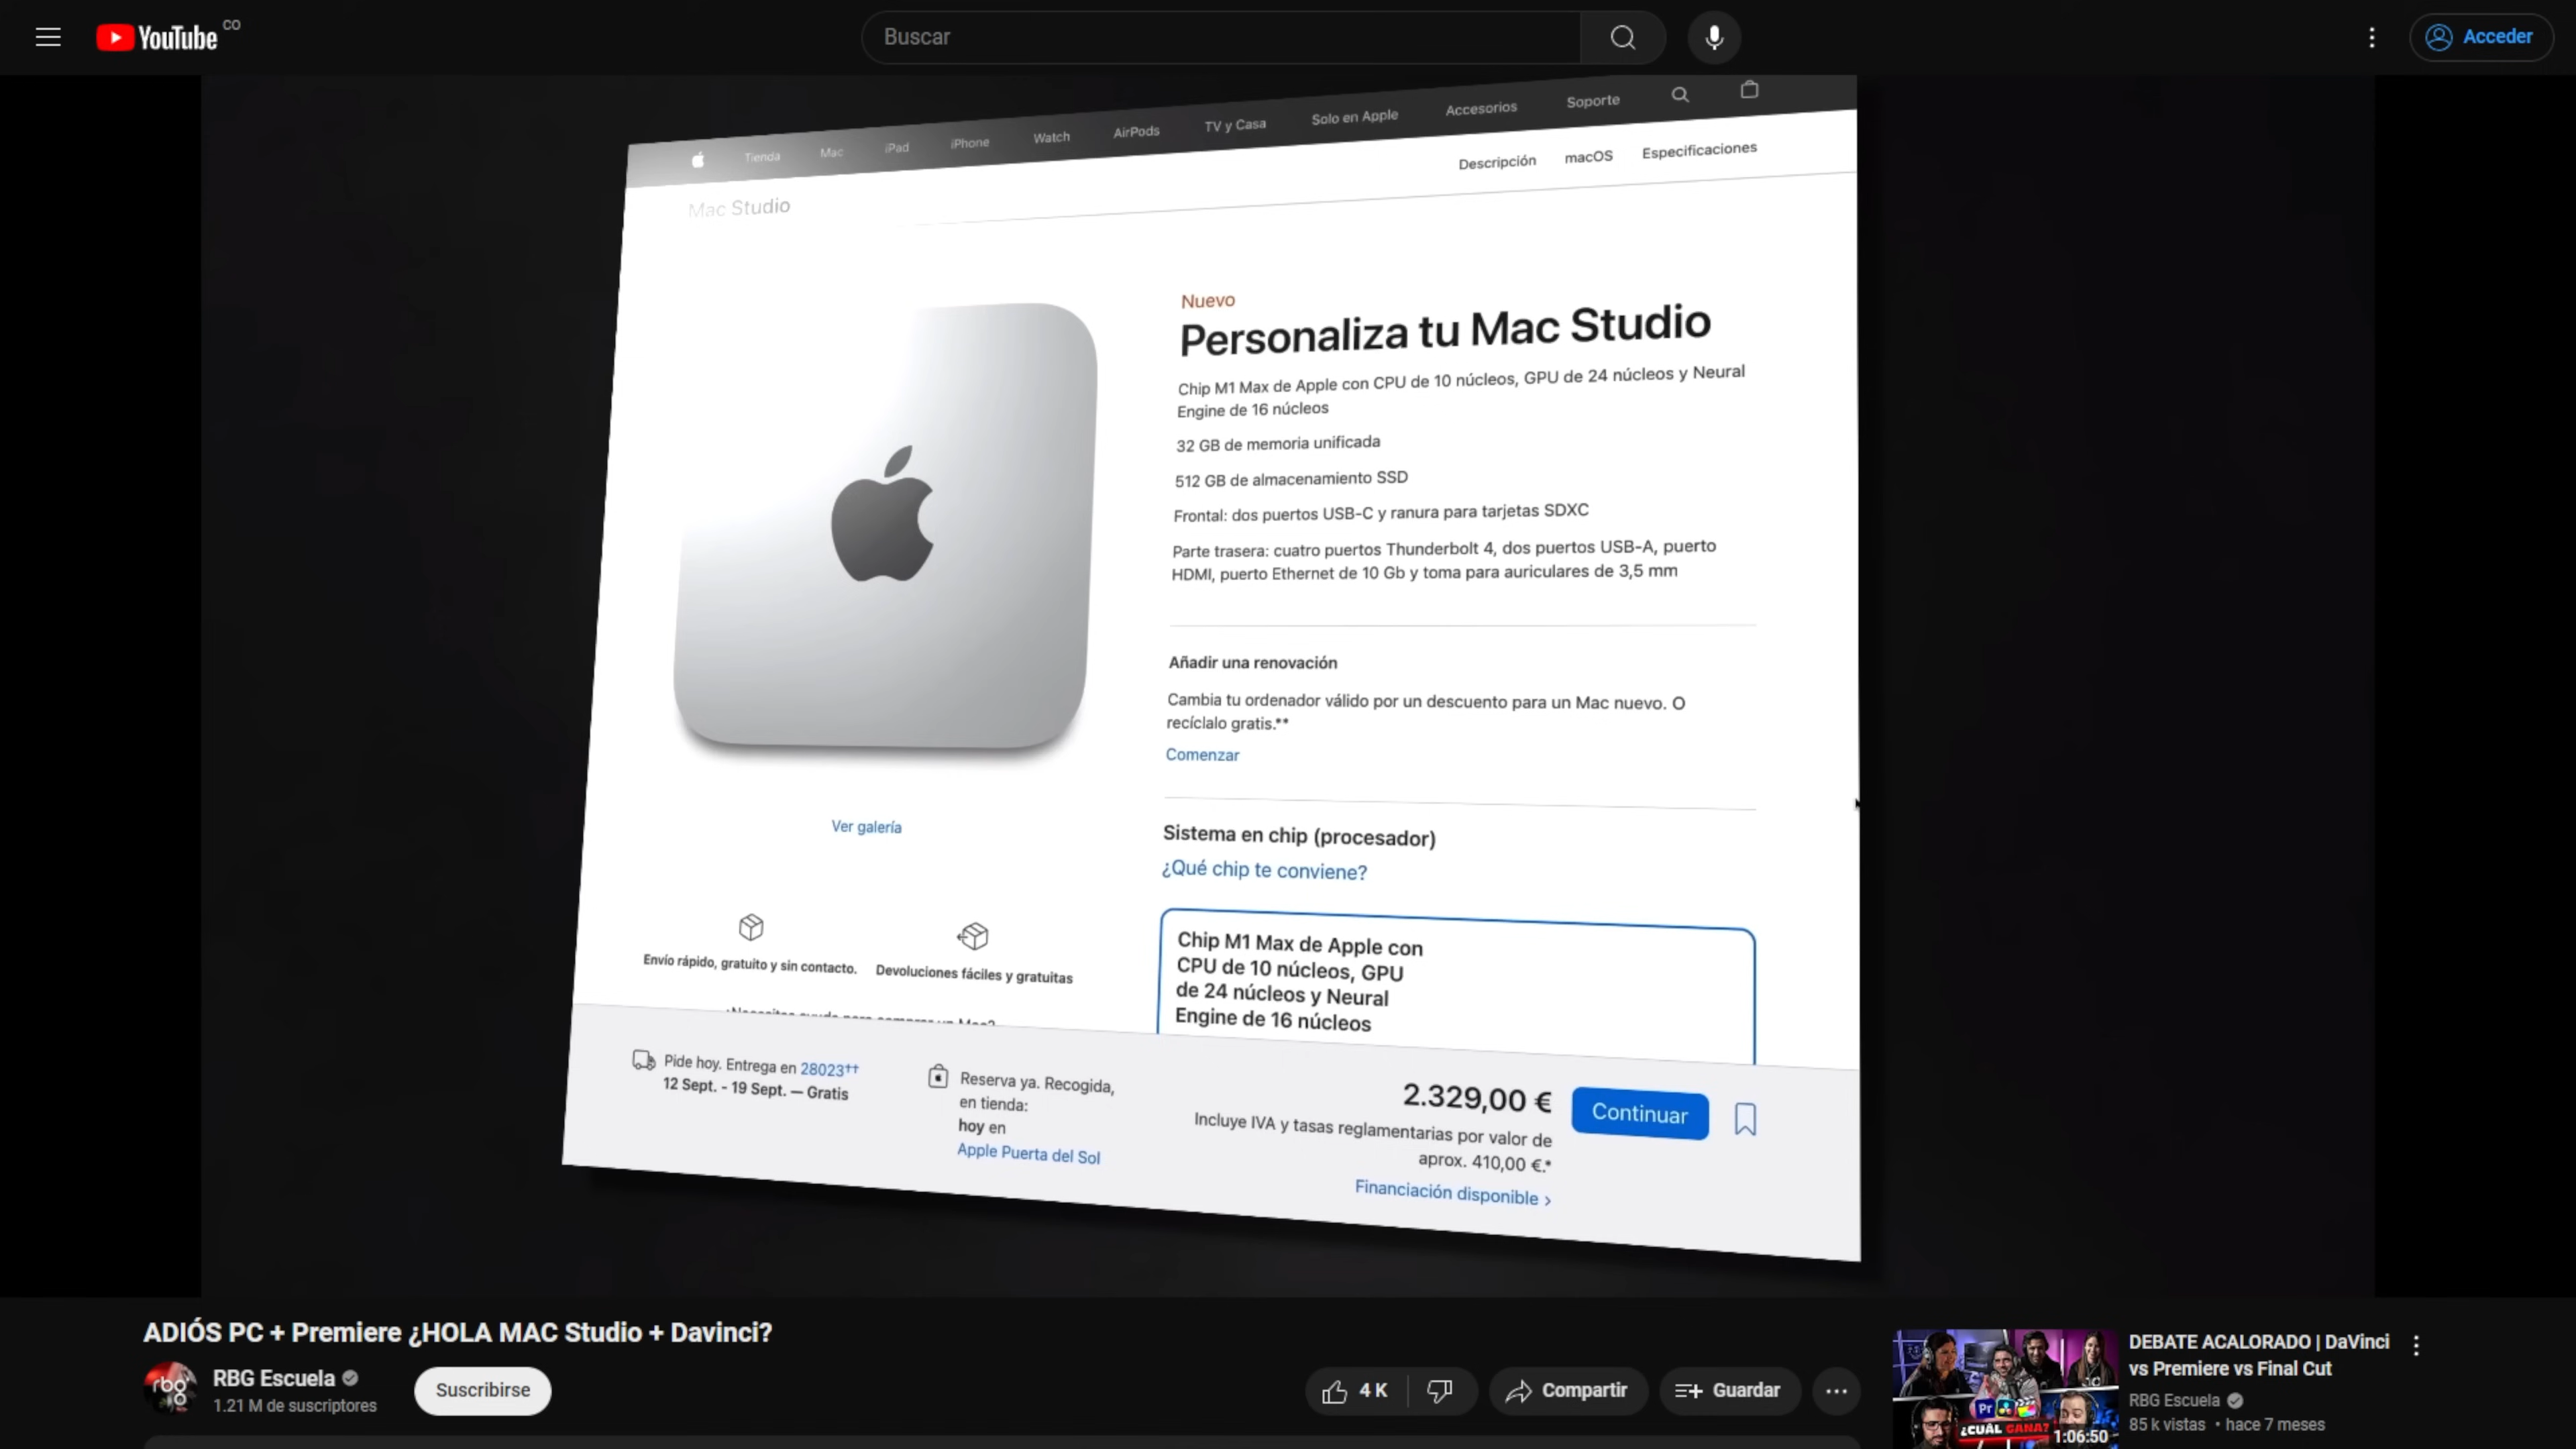 YouTube CO
Buscar
Acceder
Tienda Mac iPad iPhone Watch AirPods TV y Casa Solo en Apple Accesorios Soporte
Mac Studio
Descripción macOS Especificaciones
Nuevo
Personaliza tu Mac Studio
Chip M1 Max de Apple con CPU de 10 núcleos, GPU de 24 núcleos y Neural
Engine de 16 núcleos
32 GB de memoria unificada
512 GB de almacenamiento SSD
Frontal: dos puertos USB-C y ranura para tarjetas SDXC
Parte trasera: cuatro puertos Thunderbolt 4, dos puertos USB-A, puerto
HDMI, puerto Ethernet de 10 Gb y toma para auriculares de 3,5 mm
Añadir una renovación
Cambia tu ordenador válido por un descuento para un Mac nuevo. O
recíclalo gratis.**
Comenzar
Ver galería
Sistema en chip (procesador)
¿Qué chip te conviene?
Chip M1 Max de Apple con
CPU de 10 núcleos, GPU
de 24 núcleos y Neural
Engine de 16 núcleos
Envío rápido, gratuito y sin contacto.
Devoluciones fáciles y gratuitas
Pide hoy. Entrega en 28023††
12 Sept. - 19 Sept. — Gratis
Reserva ya. Recogida,
en tienda:
hoy en
Apple Puerta del Sol
2.329,00 €
Incluye IVA y tasas reglamentarias por valor de
aprox. 410,00 €.*
Financiación disponible >
Continuar
ADIÓS PC + Premiere ¿HOLA MAC Studio + Davinci?
rbg
RBG Escuela
1.21 M de suscriptores
Suscribirse
4 K
Compartir
Guardar
Pr
¿CUÁL GANA?
1:06:50
DEBATE ACALORADO | DaVinci
vs Premiere vs Final Cut
RBG Escuela
85 k vistas • hace 7 meses